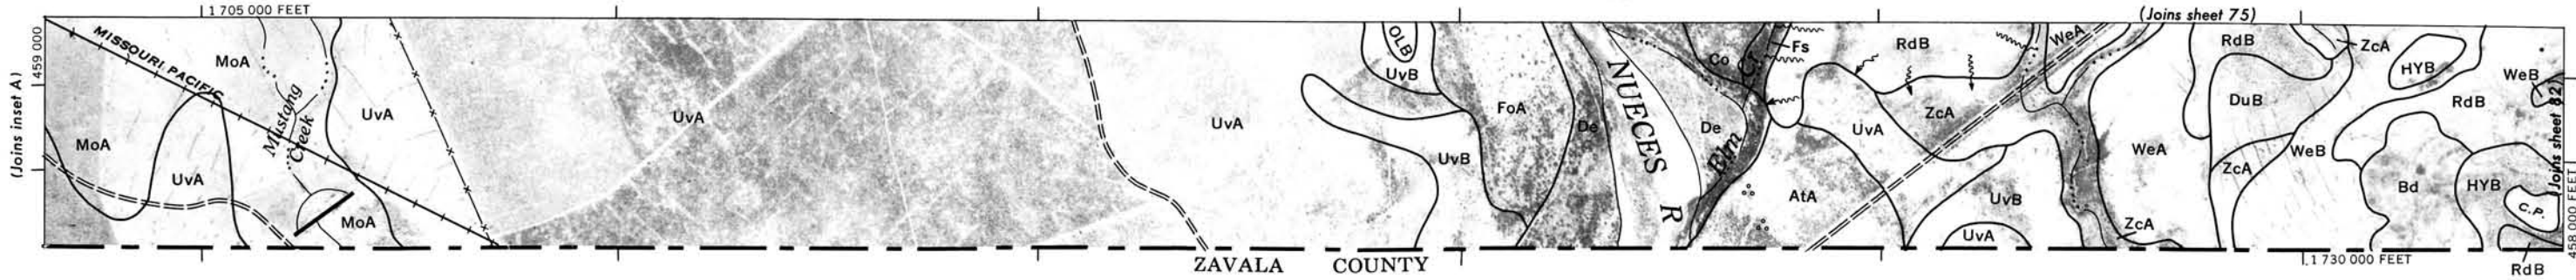 1 705 000 FEET
(Joins sheet 75)
459 000
(Joins inset A)
MISSOURI PACIFIC
MoA
Mustang
Creek
UvA
MoA
UvA
MoA
UvA
UvA
OLB
UvB
UvB
FoA
De
NUECES R
Co
Fs
De
Elm Cr
RdB
WeA
ZcA
UvA
AtA
UvB
UvA
WeA
ZcA
RdB
ZcA
DuB
ZcA
WeB
HYB
WeB
RdB
Bd
HYB
C.P.
(Joins sheet 82)
458 000 FEET
RdB
1 730 000 FEET
ZAVALA COUNTY